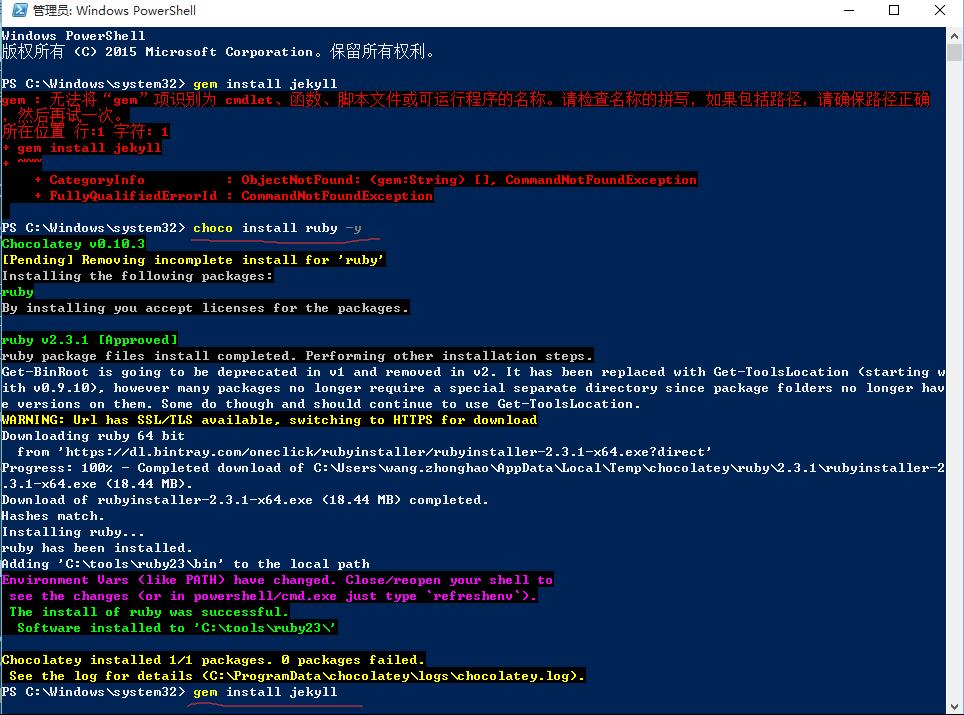 管理员: Windows PowerShell
Windows PowerShell
版权所有 (C) 2015 Microsoft Corporation。保留所有权利。
PS C:\Windows\system32> gem install jekyll
gem : 无法将“gem”项识别为 cmdlet、函数、脚本文件或可运行程序的名称。请检查名称的拼写，如果包括路径，请确保路径正确
，然后再试一次。
所在位置 行:1 字符: 1
+ gem install jekyll
+ ~~~
    + CategoryInfo          : ObjectNotFound: (gem:String) [], CommandNotFoundException
    + FullyQualifiedErrorId : CommandNotFoundException
PS C:\Windows\system32> choco install ruby -y
Chocolatey v0.10.3
[Pending] Removing incomplete install for 'ruby'
Installing the following packages:
ruby
By installing you accept licenses for the packages.
ruby v2.3.1 [Approved]
ruby package files install completed. Performing other installation steps.
Get-BinRoot is going to be deprecated in v1 and removed in v2. It has been replaced with Get-ToolsLocation (starting w
ith v0.9.10), however many packages no longer require a special separate directory since package folders no longer hav
e versions on them. Some do though and should continue to use Get-ToolsLocation.
WARNING: Url has SSL/TLS available, switching to HTTPS for download
Downloading ruby 64 bit
  from 'https://dl.bintray.com/oneclick/rubyinstaller/rubyinstaller-2.3.1-x64.exe?direct'
Progress: 100% - Completed download of C:\Users\wang.zhonghao\AppData\Local\Temp\chocolatey\ruby\2.3.1\rubyinstaller-2
.3.1-x64.exe (18.44 MB).
Download of rubyinstaller-2.3.1-x64.exe (18.44 MB) completed.
Hashes match.
Installing ruby...
ruby has been installed.
Adding 'C:\tools\ruby23\bin' to the local path
Environment Vars (like PATH) have changed. Close/reopen your shell to
 see the changes (or in powershell/cmd.exe just type `refreshenv`).
 The install of ruby was successful.
  Software installed to 'C:\tools\ruby23\'
Chocolatey installed 1/1 packages. 0 packages failed.
 See the log for details (C:\ProgramData\chocolatey\logs\chocolatey.log).
PS C:\Windows\system32> gem install jekyll